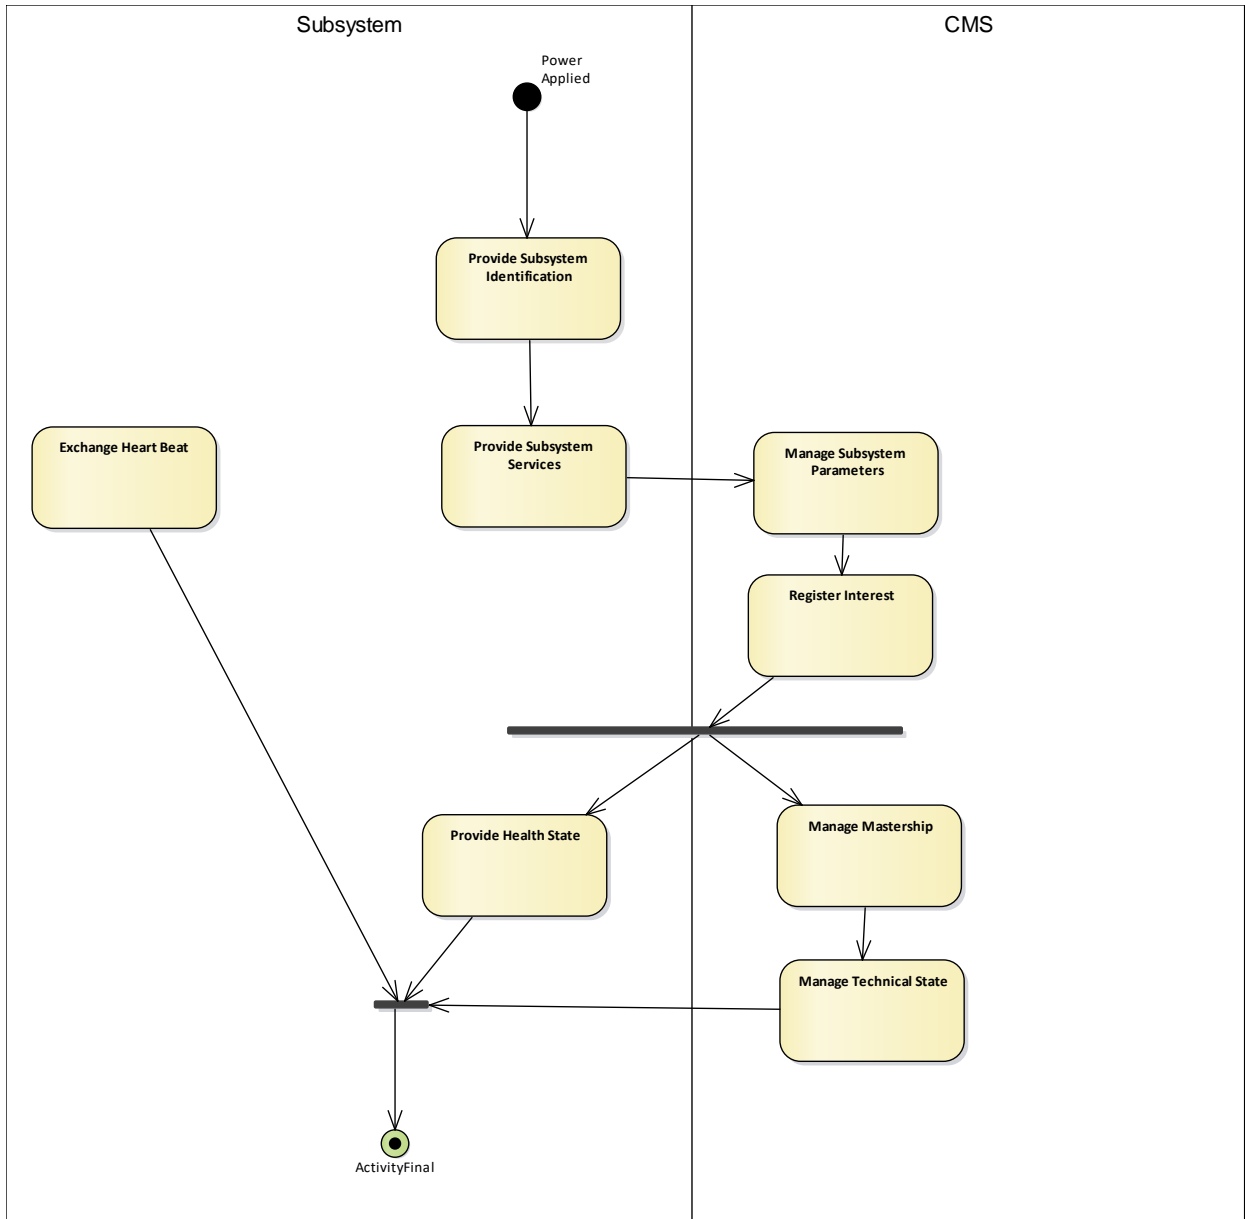 Subsystem
CMS
Power
Applied
Provide Subsystem
Identification
Exchange Heart Beat
Provide Subsystem
Services
Manage Subsystem
Parameters
Register Interest
Provide Health State
Manage Mastership
Manage Technical State
ActivityFinal